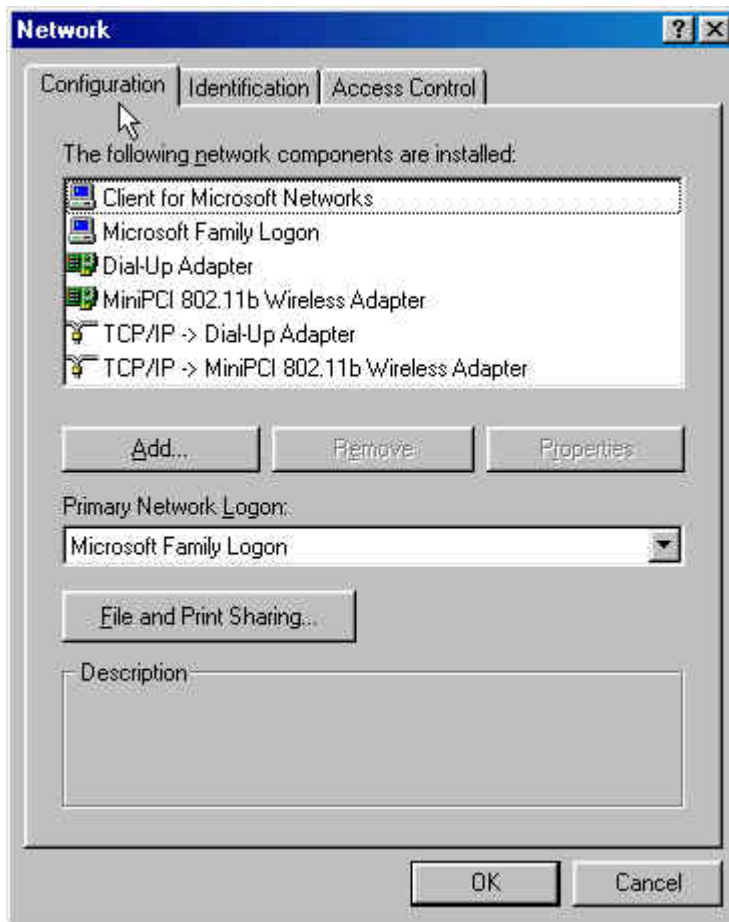 Network
Configuration Identification Access Control
The following network components are installed:
Client for Microsoft Networks
Microsoft Family Logon
Dial-Up Adapter
MiniPCI 802.11b Wireless Adapter
TCP/IP -> Dial-Up Adapter
TCP/IP -> MiniPCI 802.11b Wireless Adapter
Add... Remove Properties
Primary Network Logon:
Microsoft Family Logon
File and Print Sharing...
Description
OK Cancel